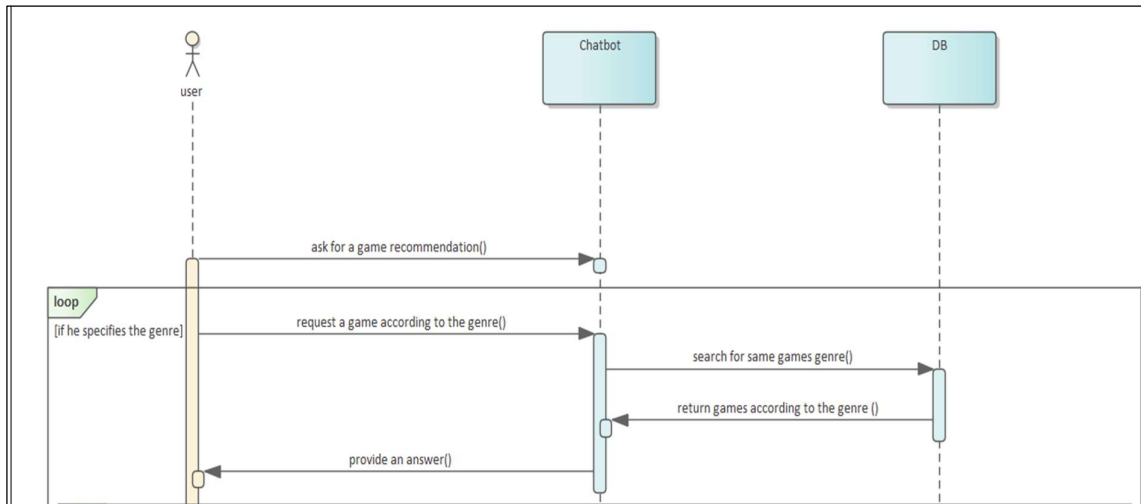 Chatbot
DB
user
ask for a game recommendation()
loop
[if he specifies the genre]
request a game according to the genre()
search for same games genre()
return games according to the genre ()
provide an answer()